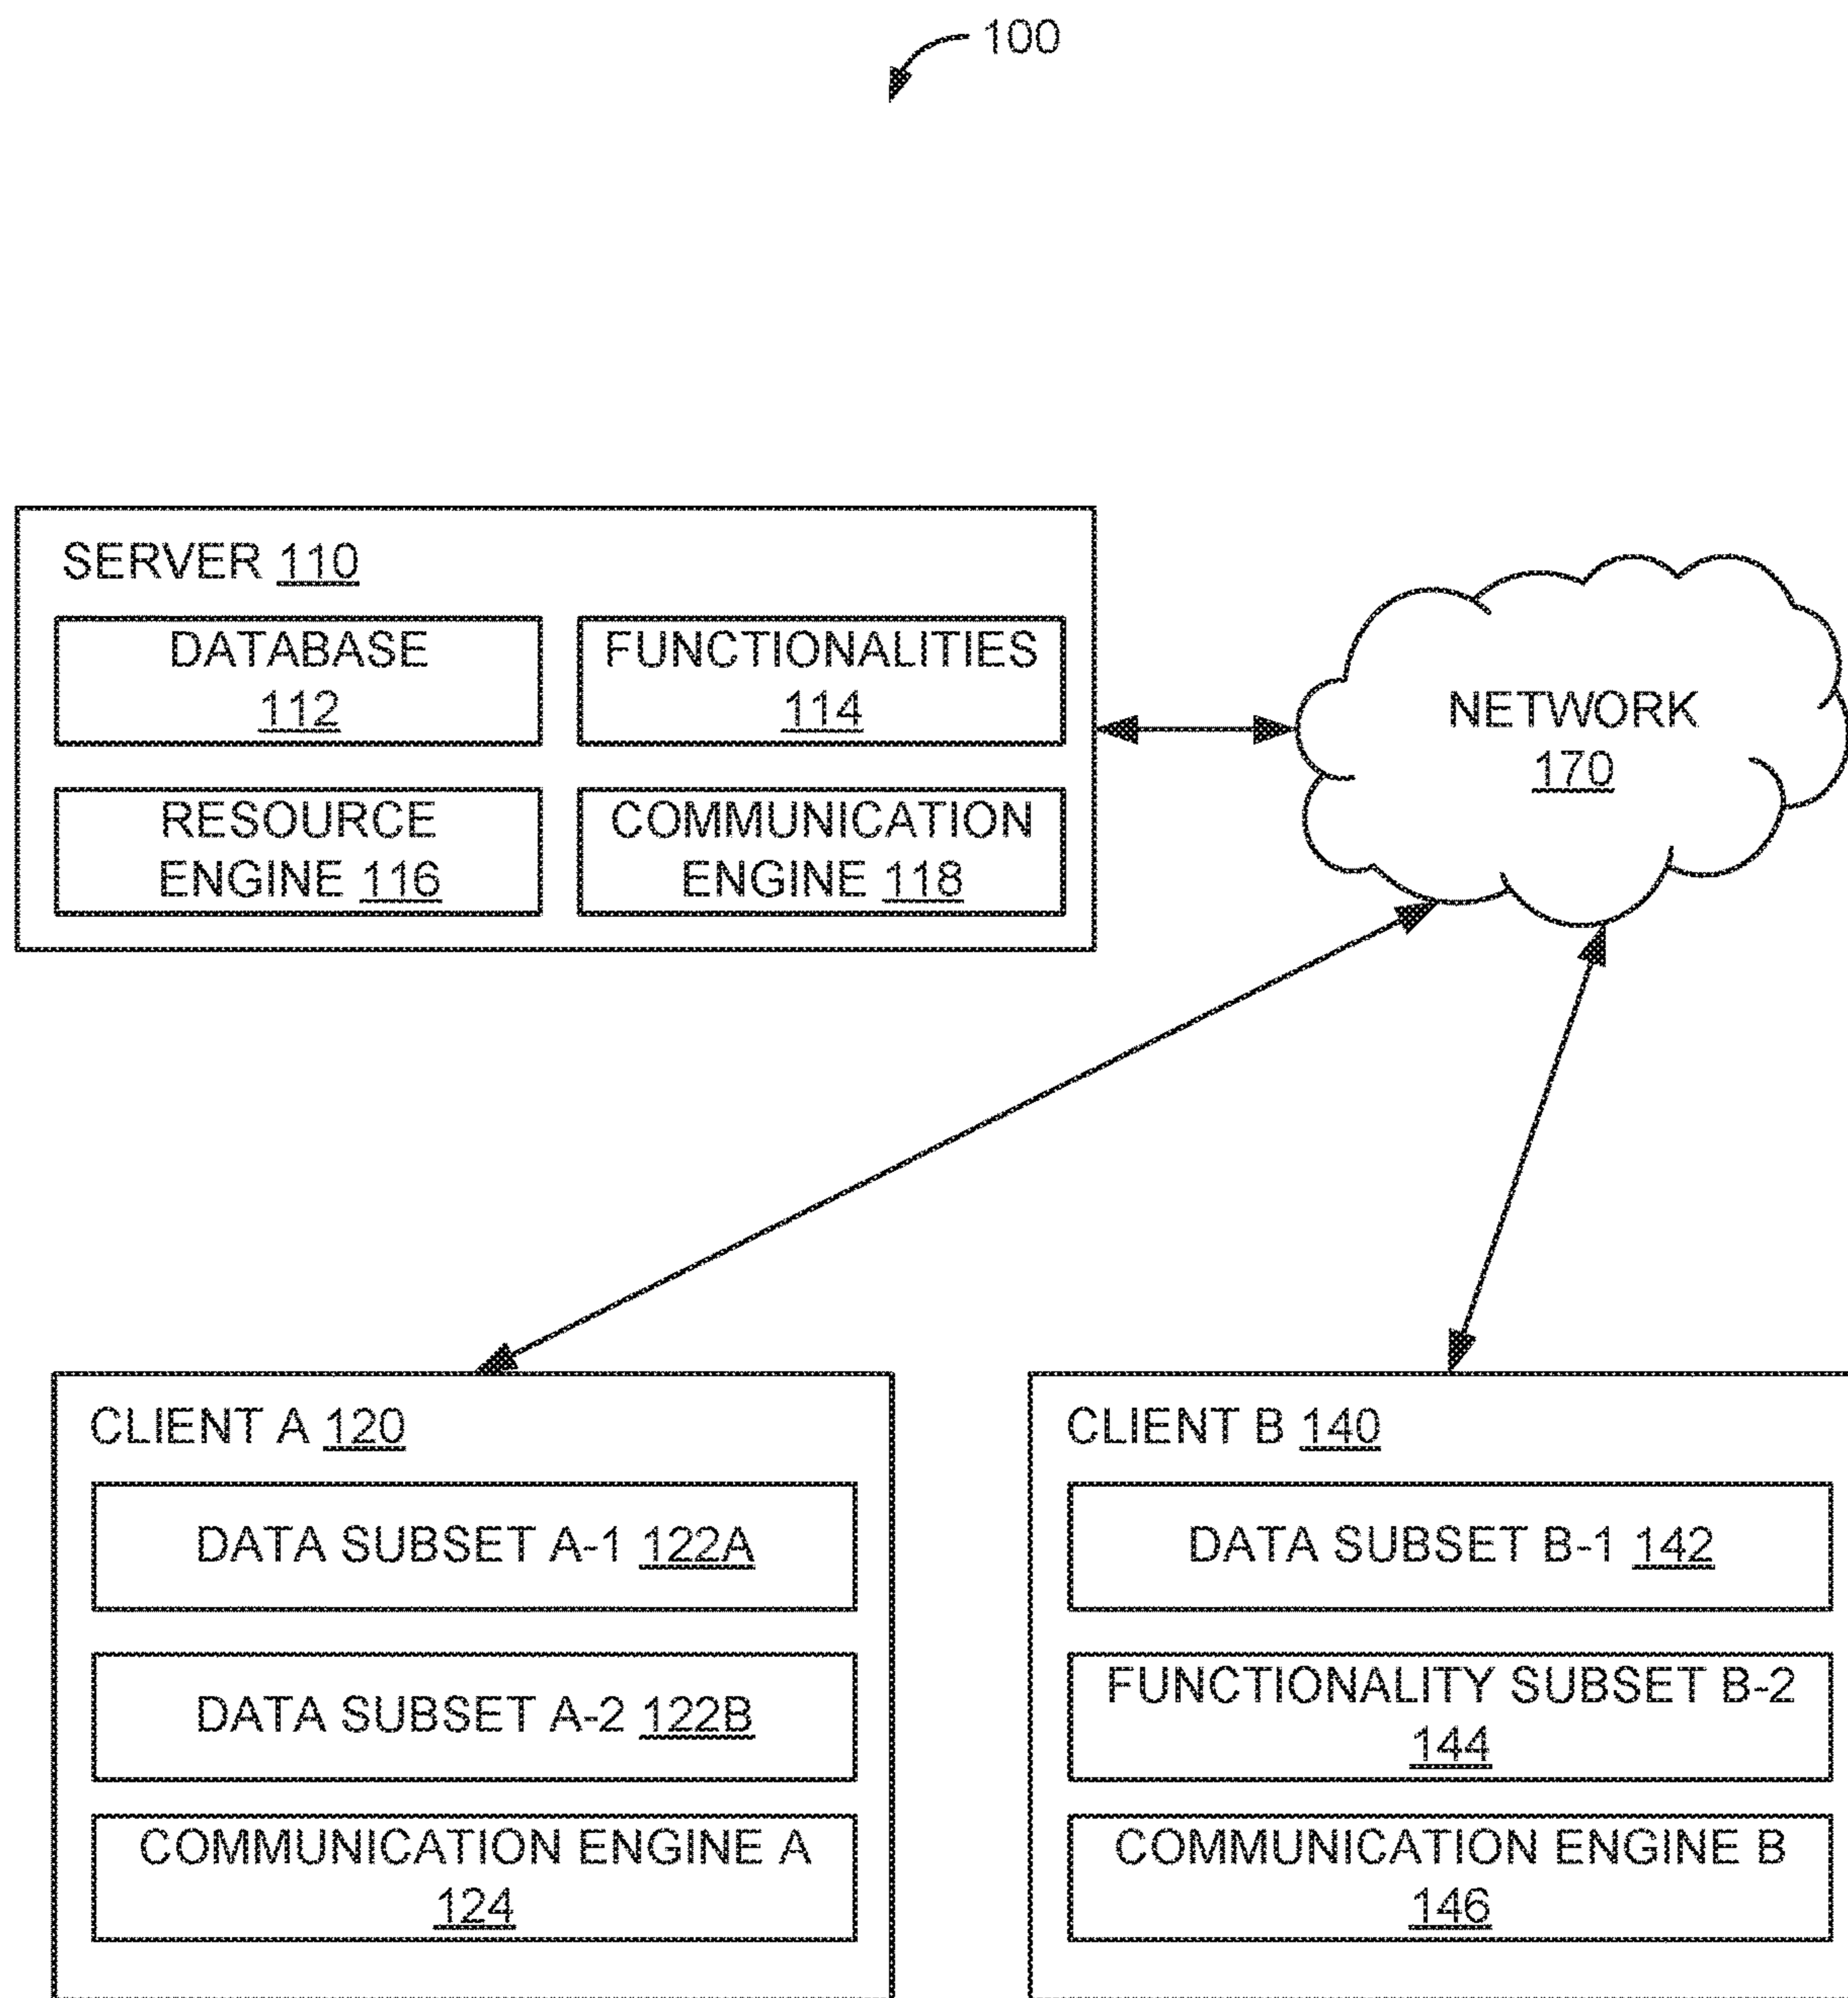 100
SERVER 110
DATABASE
112
FUNCTIONALITIES
114
RESOURCE
ENGINE 116
COMMUNICATION
ENGINE 118
NETWORK
170
CLIENT A 120
DATA SUBSET A-1 122A
DATA SUBSET A-2 122B
COMMUNICATION ENGINE A
124
CLIENT B 140
DATA SUBSET B-1 142
FUNCTIONALITY SUBSET B-2
144
COMMUNICATION ENGINE B
146